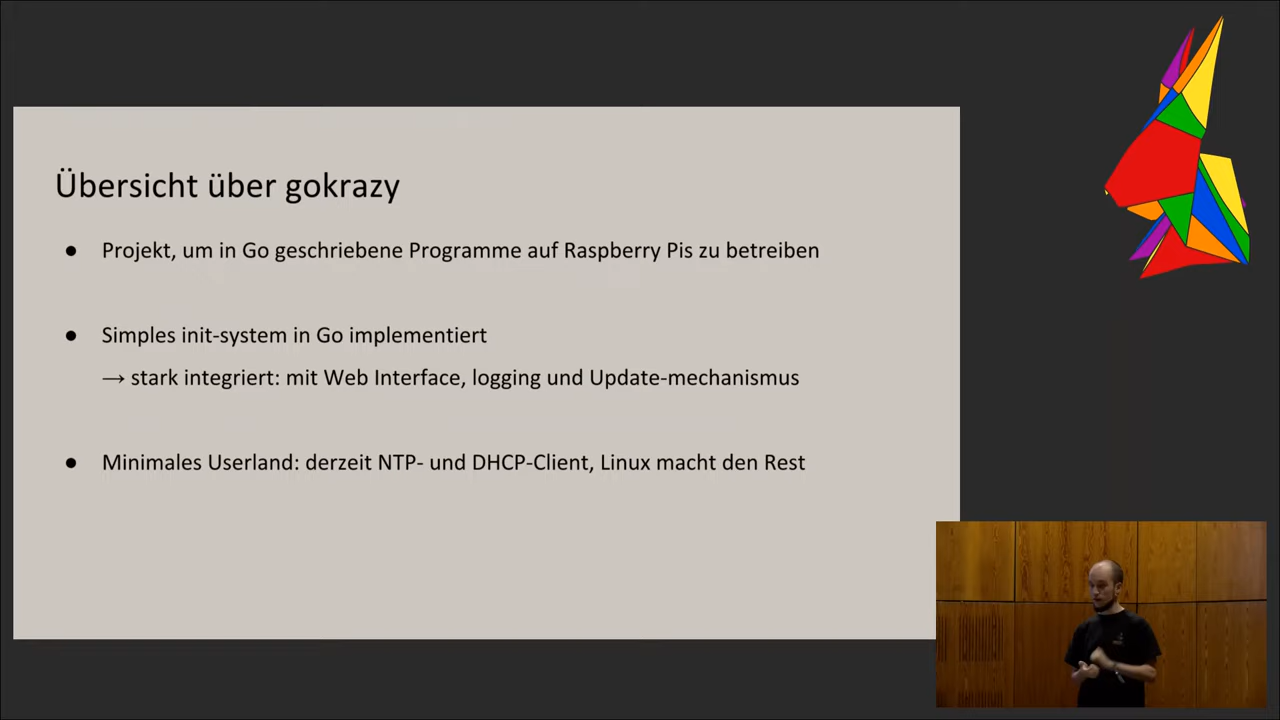 Übersicht über gokrazy
● Projekt, um in Go geschriebene Programme auf Raspberry Pis zu betreiben
● Simples init-system in Go implementiert
→ stark integriert: mit Web Interface, logging und Update-mechanismus
● Minimales Userland: derzeit NTP- und DHCP-Client, Linux macht den Rest